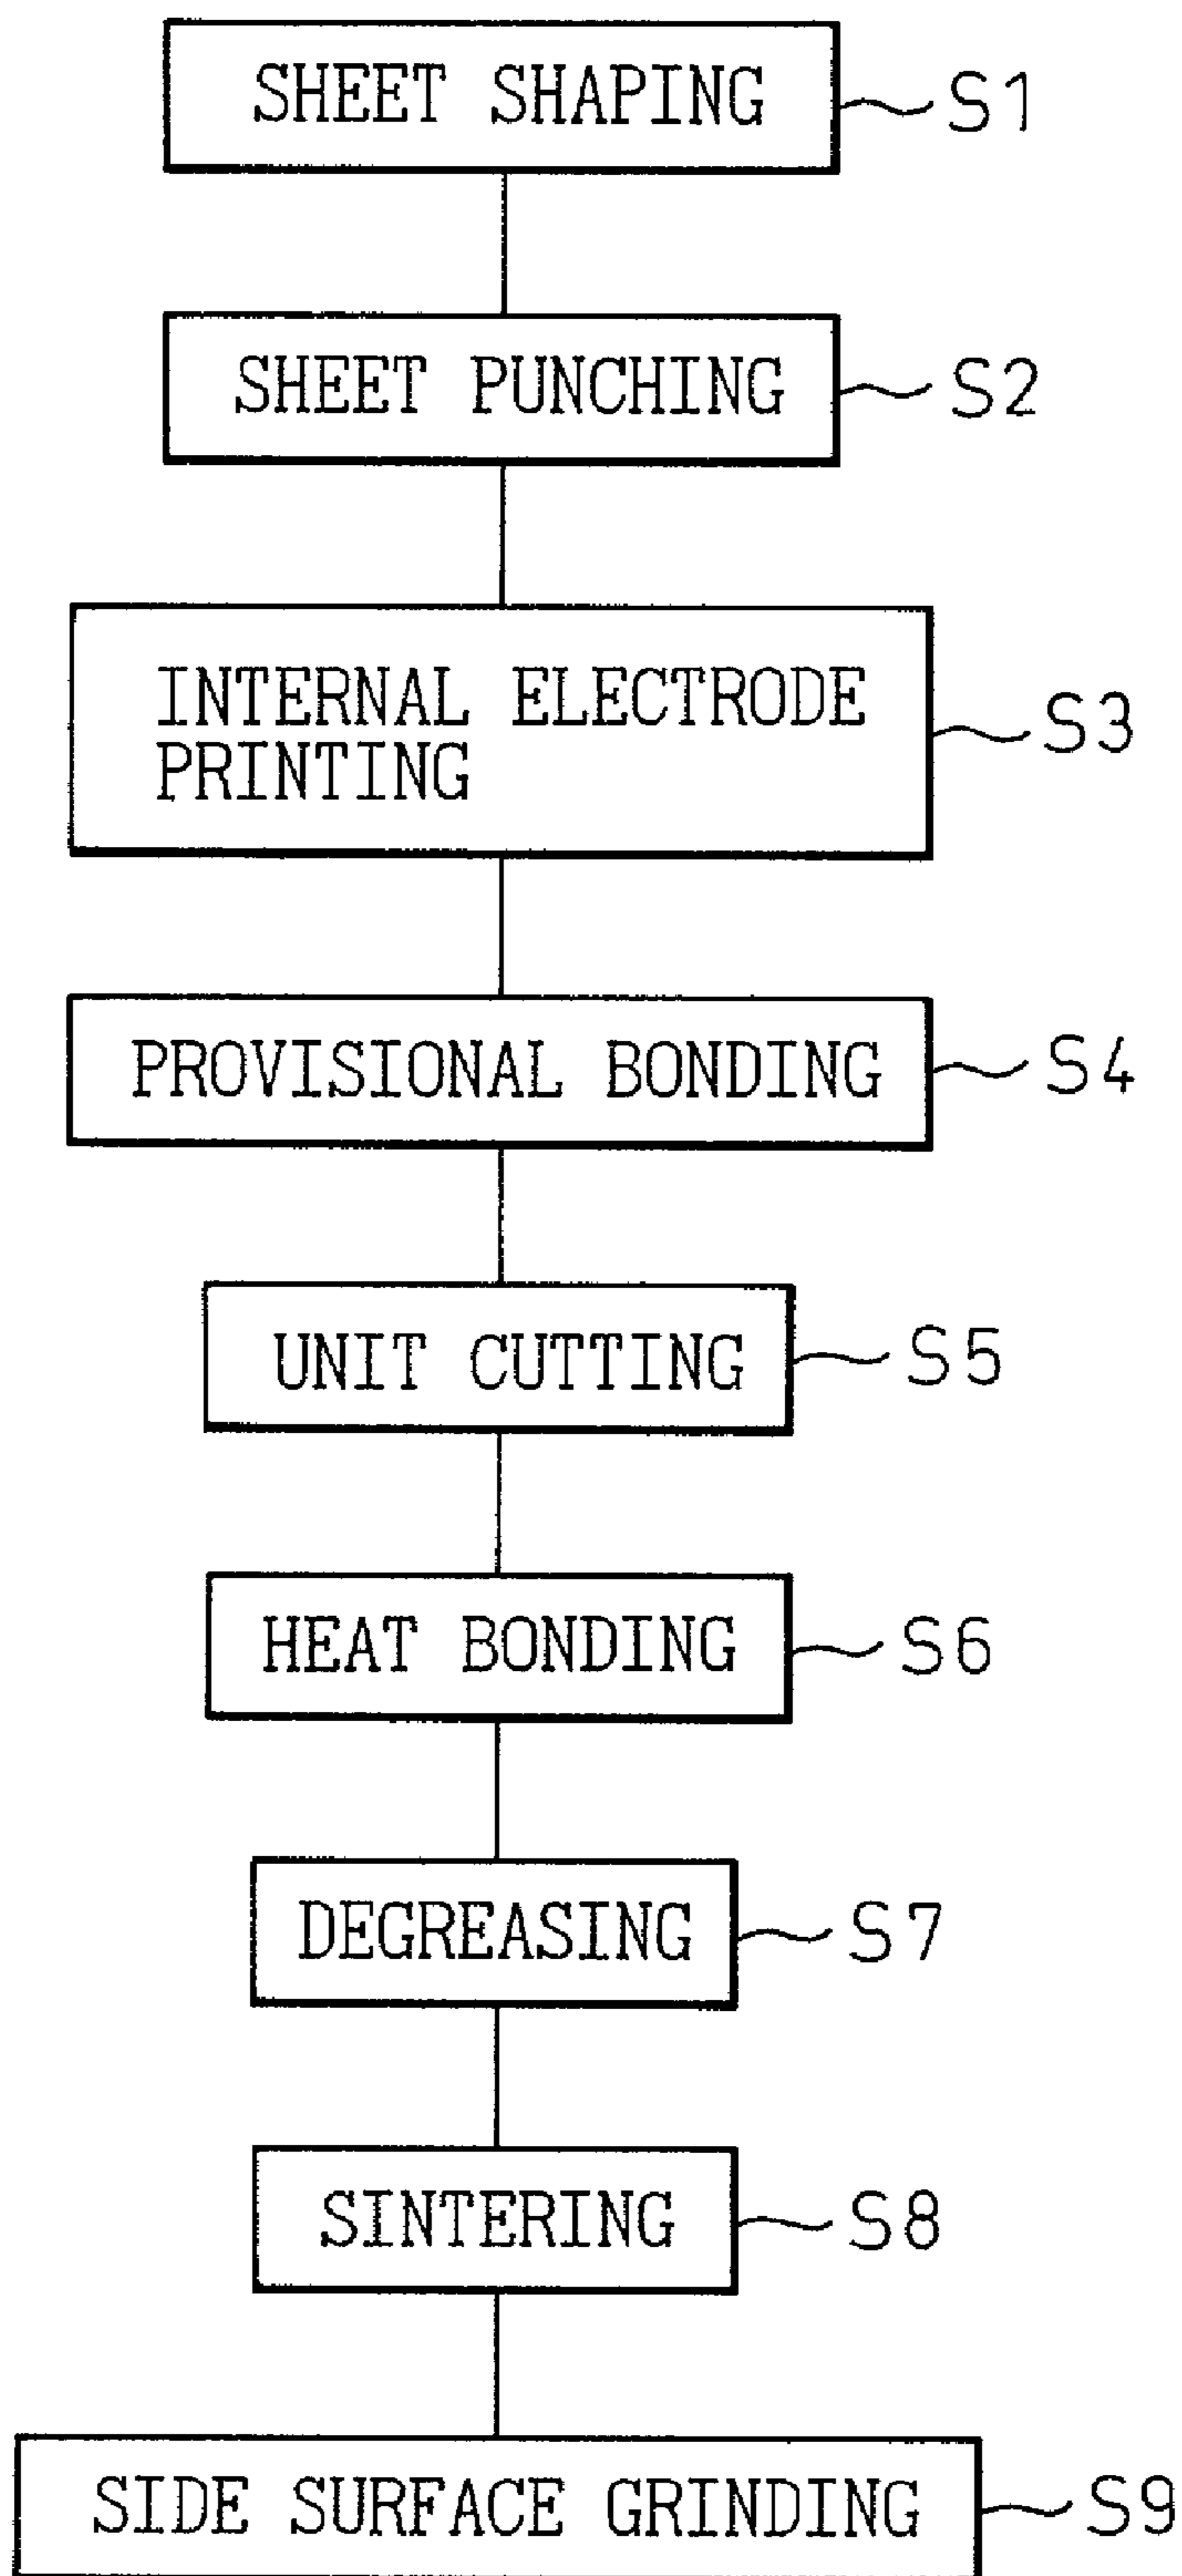 SHEET SHAPING S1
SHEET PUNCHING S2
INTERNAL ELECTRODE
PRINTING
S3
PROVISIONAL BONDING S4
UNIT CUTTING S5
HEAT BONDING S6
DEGREASING S7
SINTERING S8
SIDE SURFACE GRINDING S9